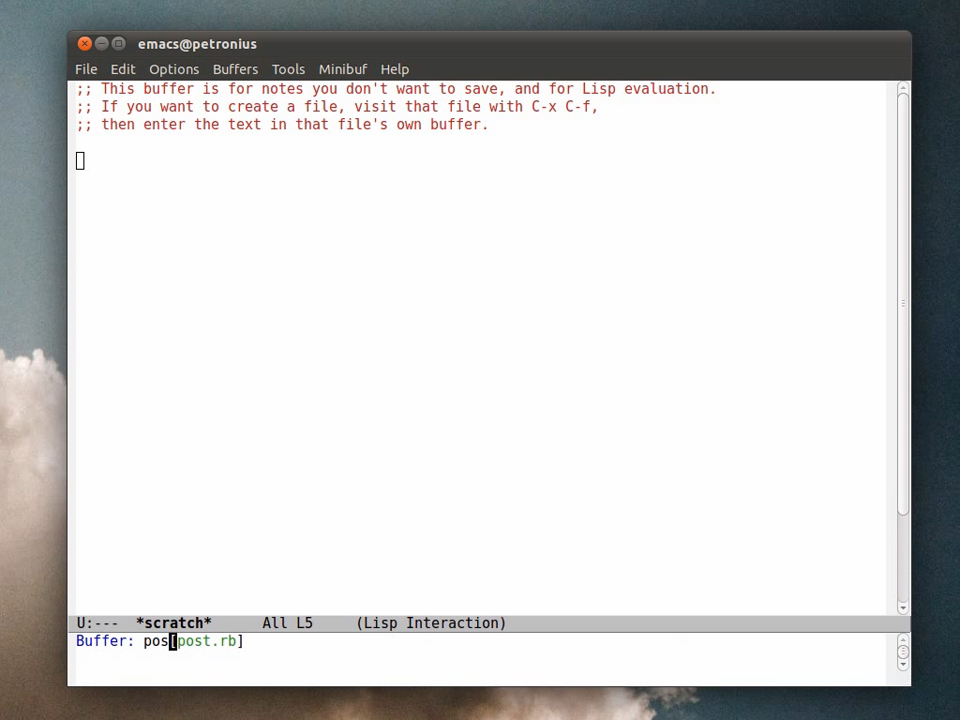 emacs@petronius
File Edit Options Buffers Tools Minibuf Help
;; This buffer is for notes you don't want to save, and for Lisp evaluation.
;; If you want to create a file, visit that file with C-x C-f,
;; then enter the text in that file's own buffer.
U:--- *scratch* All L5 (Lisp Interaction)
Buffer: pos[post.rb]